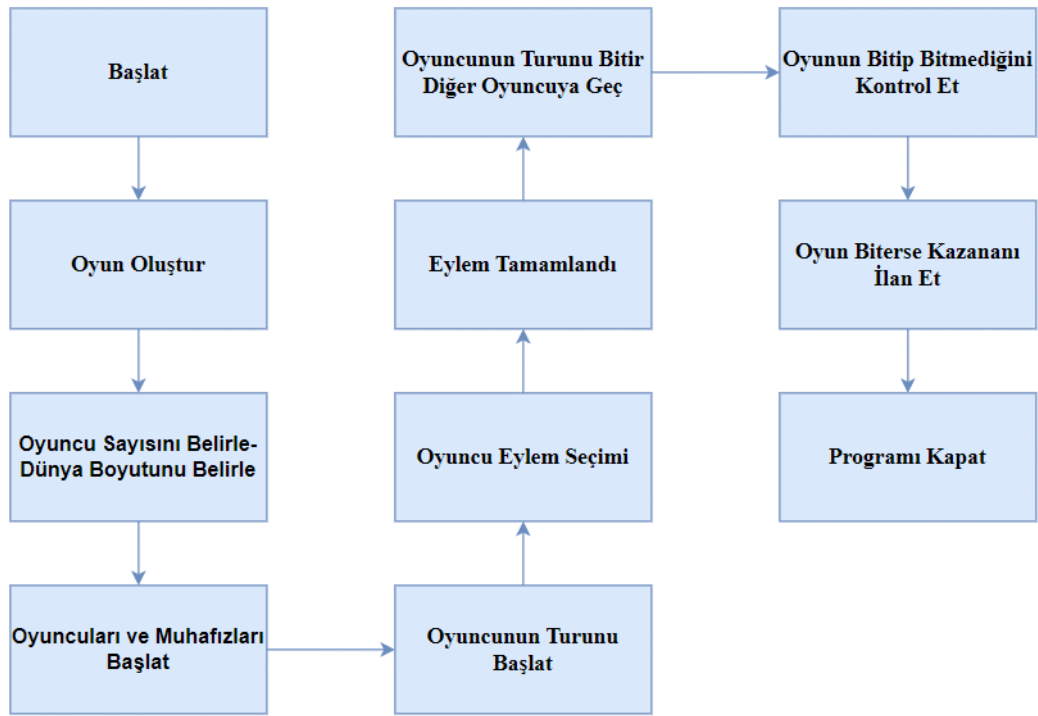 Başlat
Oyun Oluştur
Oyuncu Sayısını Belirle-
Dünya Boyutunu Belirle
Oyuncuları ve Muhafızları
Başlat
Oyuncunun Turunu
Başlat
Oyuncu Eylem Seçimi
Eylem Tamamlandı
Oyuncunun Turunu Bitir
Diğer Oyuncuya Geç
Oyunun Bitip Bitmediğini
Kontrol Et
Oyun Biterse Kazananı
İlan Et
Programı Kapat